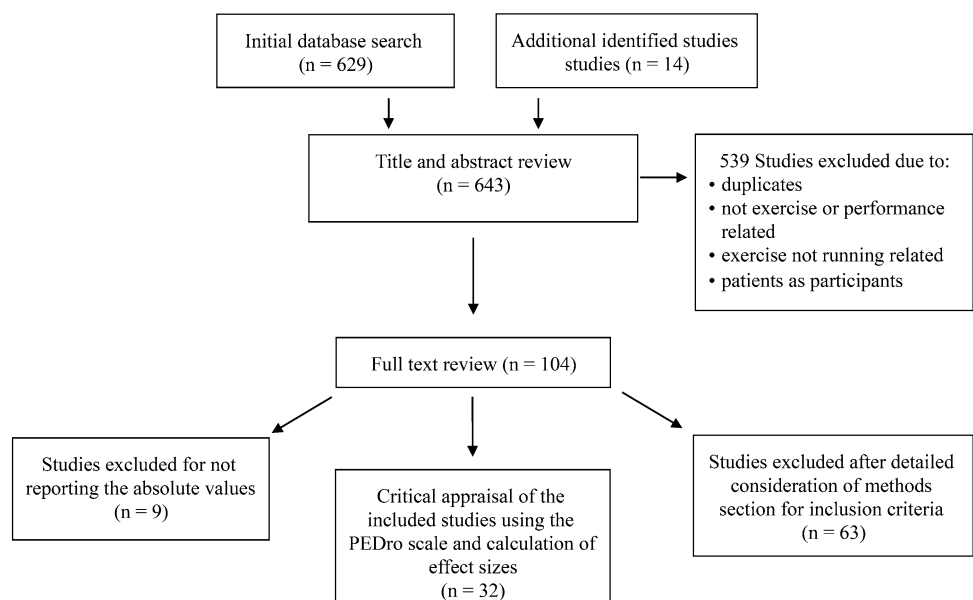 Initial database search
(n = 629)
Additional identified studies
studies (n = 14)
Title and abstract review
(n = 643)
539 Studies excluded due to:
• duplicates
• not exercise or performance
related
• exercise not running related
• patients as participants
Full text review (n = 104)
Studies excluded for not
reporting the absolute values
(n = 9)
Critical appraisal of the
included studies using the
PEDro scale and calculation of
effect sizes
(n = 32)
Studies excluded after detailed
consideration of methods
section for inclusion criteria
(n = 63)